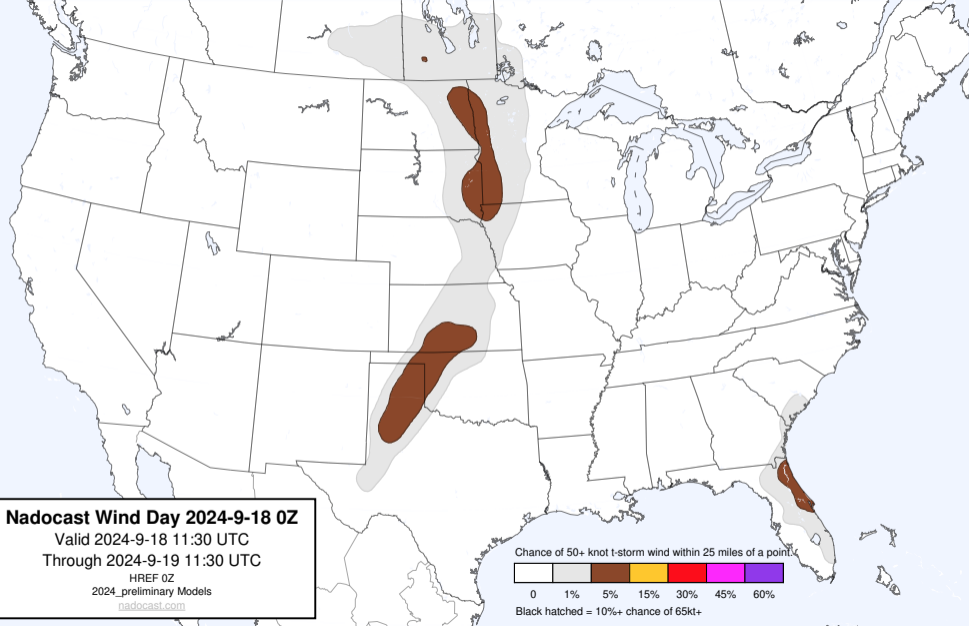 Nadocast Wind Day 2024-9-18 0Z
Valid 2024-9-18 11:30 UTC
Through 2024-9-19 11:30 UTC
HREF 0Z
2024_preliminary Models
nadocast.com
Chance of 50+ knot t-storm wind within 25 miles of a point.
0 1% 5% 15% 30% 45% 60%
Black hatched = 10%+ chance of 65kt+